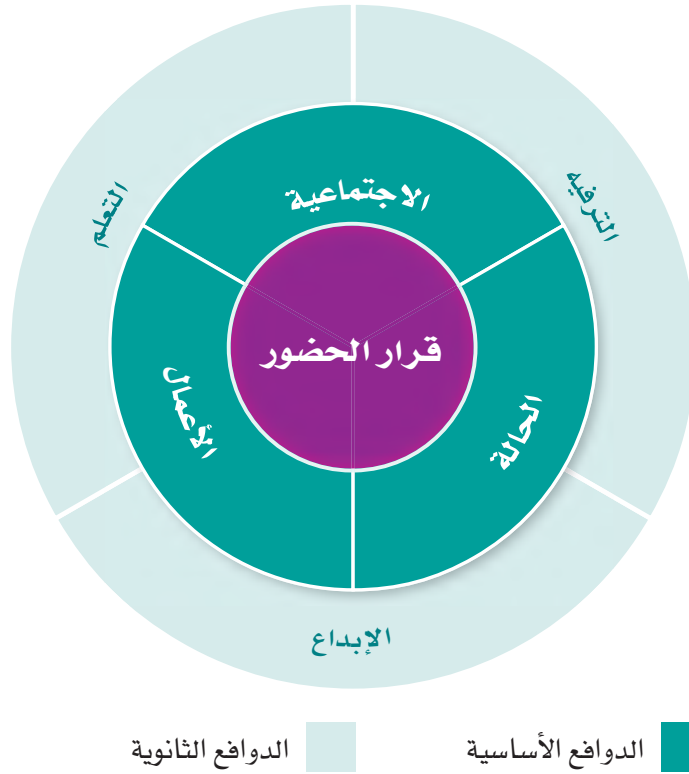 الاجتماعية
الترفيه
التعلم
قرار الحضور
الحالة
الأعمال
الإبداع
الدوافع الأساسية
الدوافع الثانوية